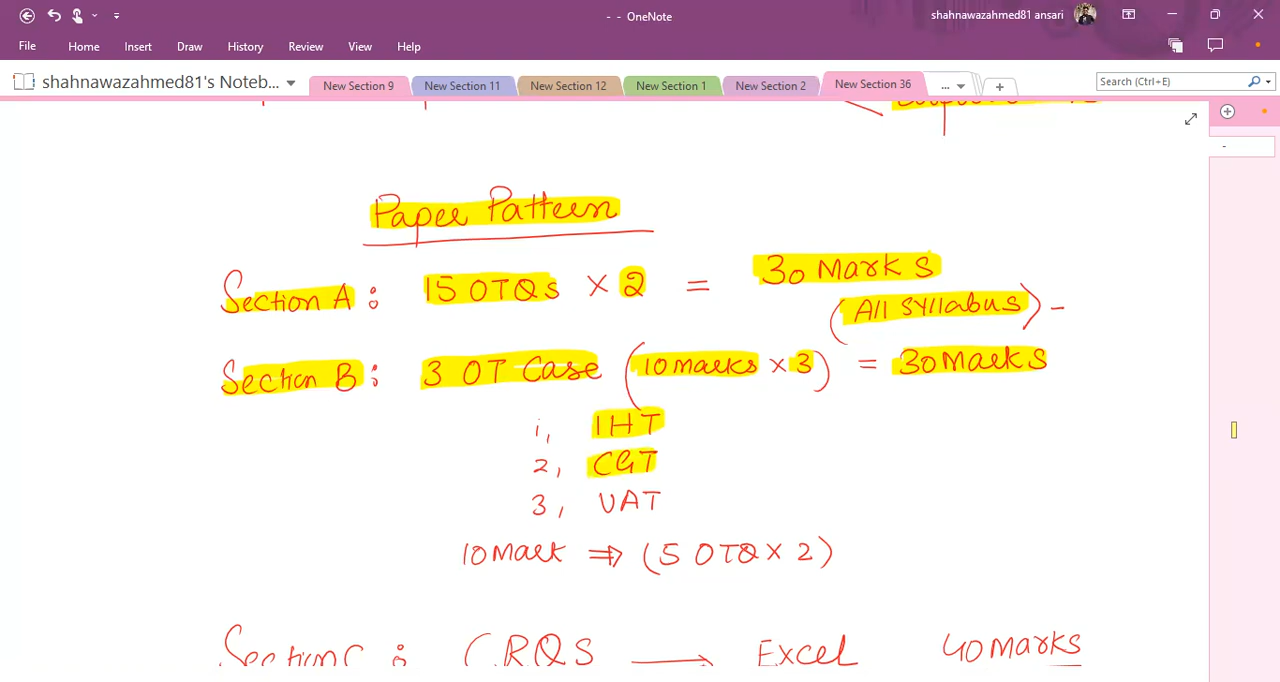 - - OneNote
shahnawazahmed81 ansari
File Home Insert Draw History Review View Help
shahnawazahmed81's Noteb...
New Section 9 New Section 11 New Section 12 New Section 1 New Section 2 New Section 36 ...
Search (Ctrl+E)
Paper Pattern
Section A : 15 OTQs × 2 = 30 Marks
(All syllabus) -
Section B : 3 OT Case (10 marks × 3) = 30 Marks
1, IHT
2, CGT
3, VAT
10 Mark ⇒ (5 OTQ × 2)
Section C : CRQS → Excel 40 marks